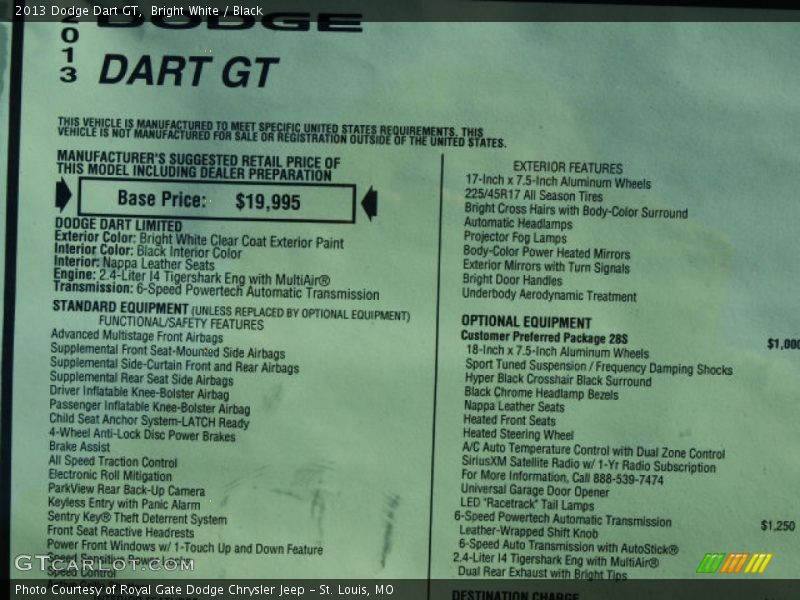 2013 Dodge Dart GT, Bright White / Black
2013
DODGE
DART GT
THIS VEHICLE IS MANUFACTURED TO MEET SPECIFIC UNITED STATES REQUIREMENTS. THIS
VEHICLE IS NOT MANUFACTURED FOR SALE OR REGISTRATION OUTSIDE OF THE UNITED STATES.
MANUFACTURER'S SUGGESTED RETAIL PRICE OF
THIS MODEL INCLUDING DEALER PREPARATION
Base Price: $19,995
DODGE DART LIMITED
Exterior Color: Bright White Clear Coat Exterior Paint
Interior Color: Black Interior Color
Interior: Nappa Leather Seats
Engine: 2.4-Liter I4 Tigershark Eng with MultiAir®
Transmission: 6-Speed Powertech Automatic Transmission
STANDARD EQUIPMENT (UNLESS REPLACED BY OPTIONAL EQUIPMENT)
FUNCTIONAL/SAFETY FEATURES
Advanced Multistage Front Airbags
Supplemental Front Seat-Mounted Side Airbags
Supplemental Side-Curtain Front and Rear Airbags
Supplemental Rear Seat Side Airbags
Driver Inflatable Knee-Bolster Airbag
Passenger Inflatable Knee-Bolster Airbag
Child Seat Anchor System-LATCH Ready
4-Wheel Anti-Lock Disc Power Brakes
Brake Assist
All Speed Traction Control
Electronic Roll Mitigation
ParkView Rear Back-Up Camera
Keyless Entry with Panic Alarm
Sentry Key® Theft Deterrent System
Front Seat Reactive Headrests
Power Front Windows w/ 1-Touch Up and Down Feature
Speed Sensitive Power
Speed Control
EXTERIOR FEATURES
17-Inch x 7.5-Inch Aluminum Wheels
225/45R17 All Season Tires
Bright Cross Hairs with Body-Color Surround
Automatic Headlamps
Projector Fog Lamps
Body-Color Power Heated Mirrors
Exterior Mirrors with Turn Signals
Bright Door Handles
Underbody Aerodynamic Treatment
OPTIONAL EQUIPMENT
Customer Preferred Package 28S $1,000
18-Inch x 7.5-Inch Aluminum Wheels
Sport Tuned Suspension / Frequency Damping Shocks
Hyper Black Crosshair Black Surround
Black Chrome Headlamp Bezels
Nappa Leather Seats
Heated Front Seats
Heated Steering Wheel
A/C Auto Temperature Control with Dual Zone Control
SiriusXM Satellite Radio w/ 1-Yr Radio Subscription
For More Information, Call 888-539-7474
Universal Garage Door Opener
LED "Racetrack" Tail Lamps
6-Speed Powertech Automatic Transmission $1,250
Leather-Wrapped Shift Knob
6-Speed Auto Transmission with AutoStick®
2.4-Liter I4 Tigershark Eng with MultiAir®
Dual Rear Exhaust with Bright Tips
DESTINATION CHARGE
GTCarLot.com
Photo Courtesy of Royal Gate Dodge Chrysler Jeep – St. Louis, MO